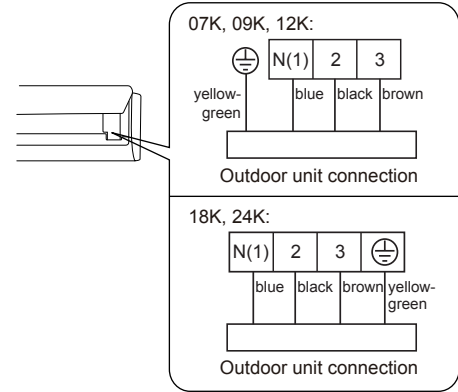 07K, 09K, 12K:
N(1) 2 3
yellow-
green
blue black brown
Outdoor unit connection
18K, 24K:
N(1) 2 3
blue black brown yellow-
green
Outdoor unit connection